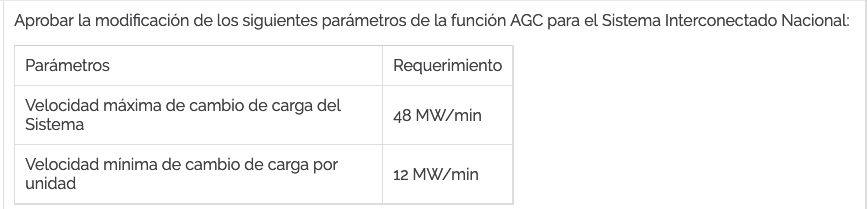 Aprobar la modificación de los siguientes parámetros de la función AGC para el Sistema Interconectado Nacional:
Parámetros
Requerimiento
Velocidad máxima de cambio de carga del
Sistema
48 MW/min
Velocidad mínima de cambio de carga por
unidad
12 MW/min